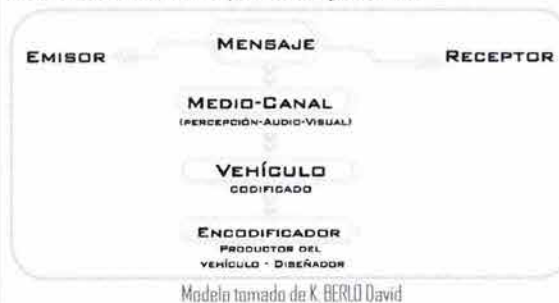 EMISOR
MENSAJE
RECEPTOR
MEDIO-CANAL
(PERCEPCIÓN-AUDIO-VISUAL)
VEHÍCULO
CODIFICADO
ENCODIFICADOR
PRODUCTOR DEL
VEHÍCULO - DISEÑADOR
Modelo tomado de K. BERLO David